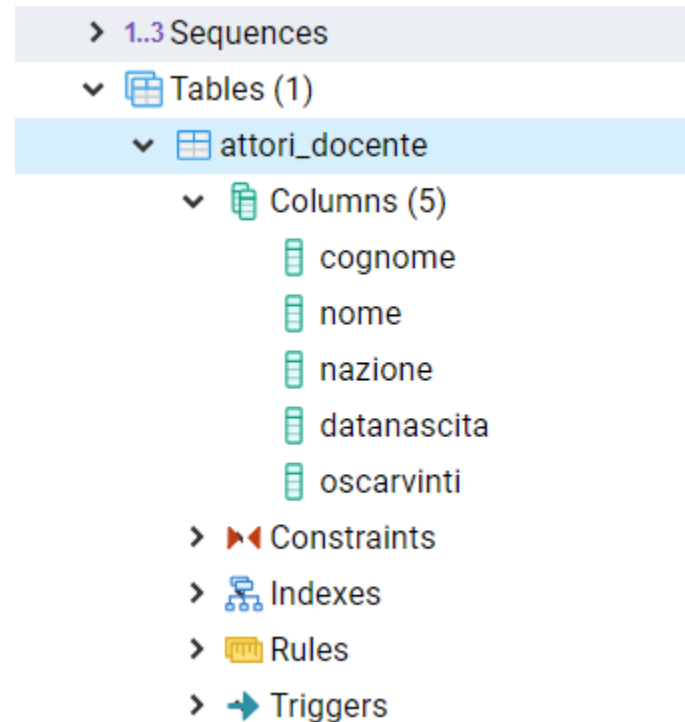 1..3 Sequences
Tables (1)
attori_docente
Columns (5)
cognome
nome
nazione
datanascita
oscarvinti
Constraints
Indexes
Rules
Triggers